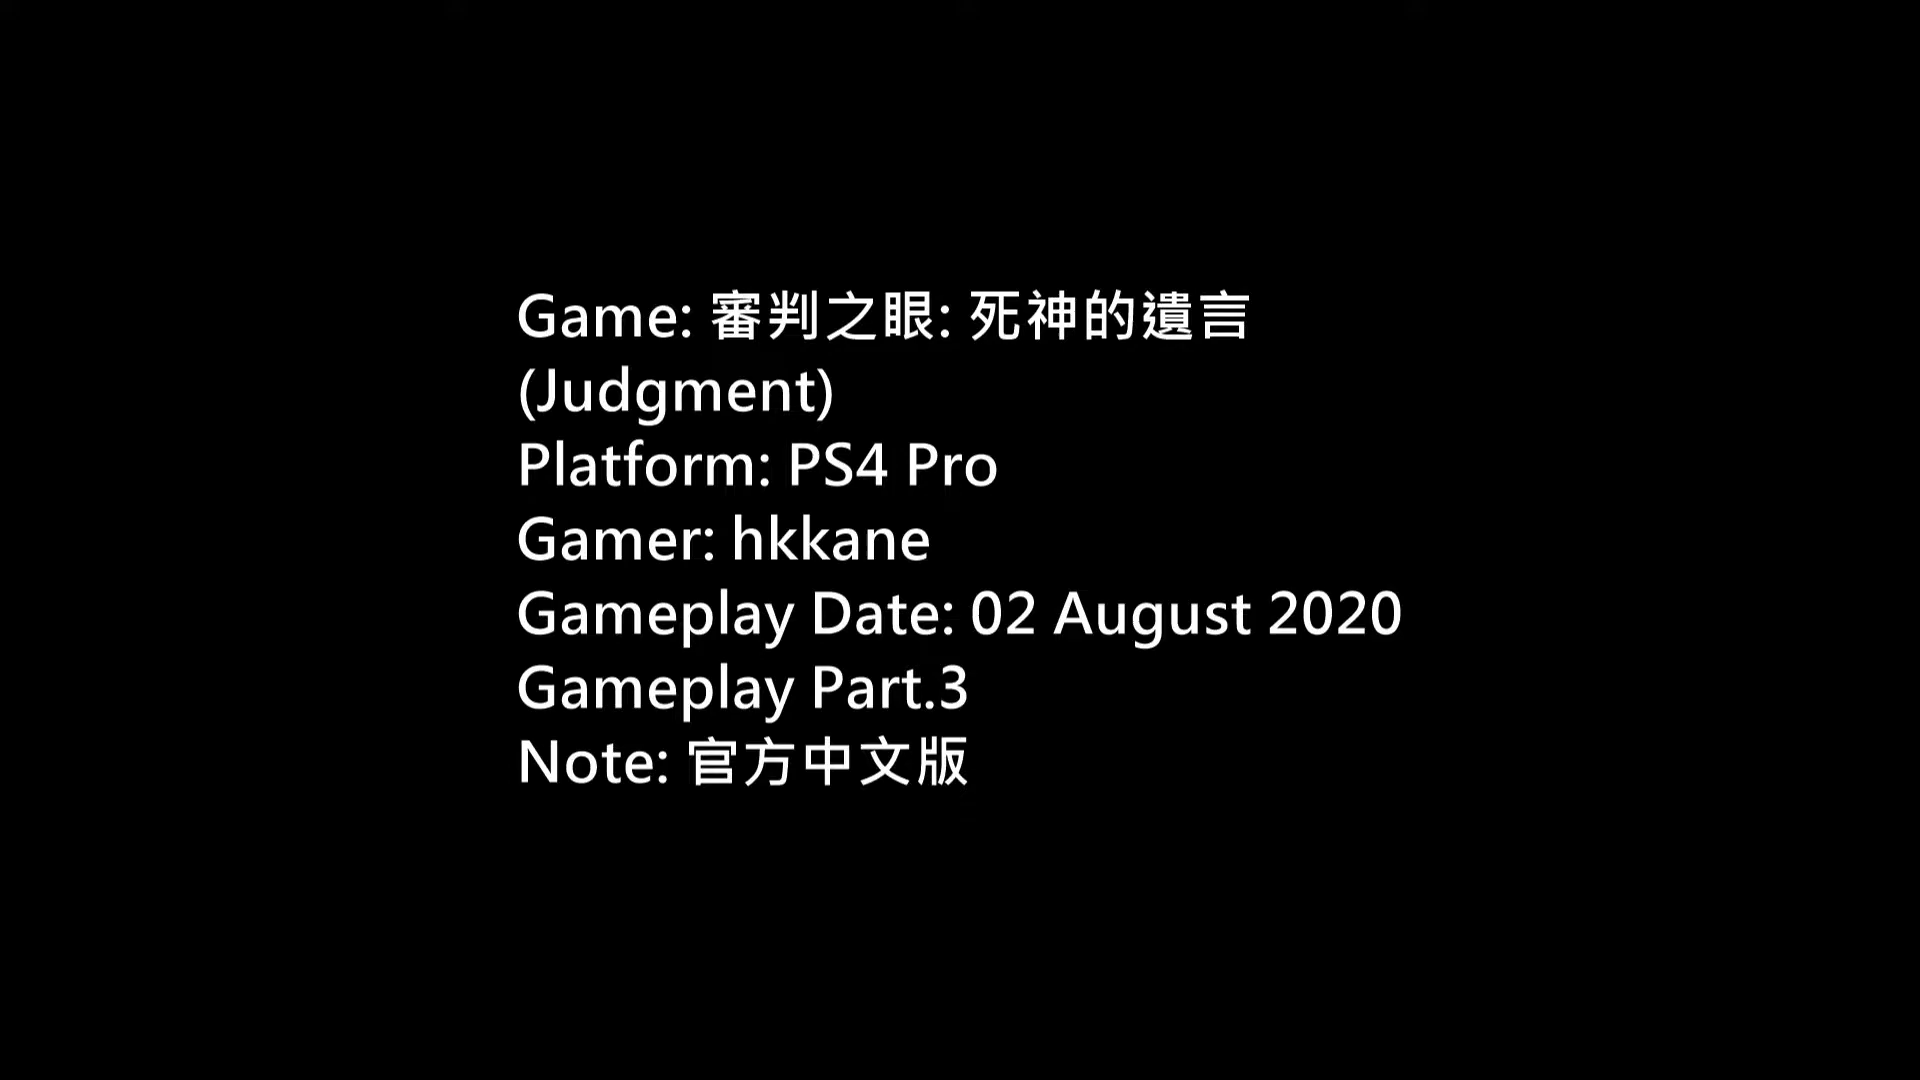 Game: 審判之眼: 死神的遺言
(Judgment)
Platform: PS4 Pro
Gamer: hkkane
Gameplay Date: 02 August 2020
Gameplay Part.3
Note: 官方中文版